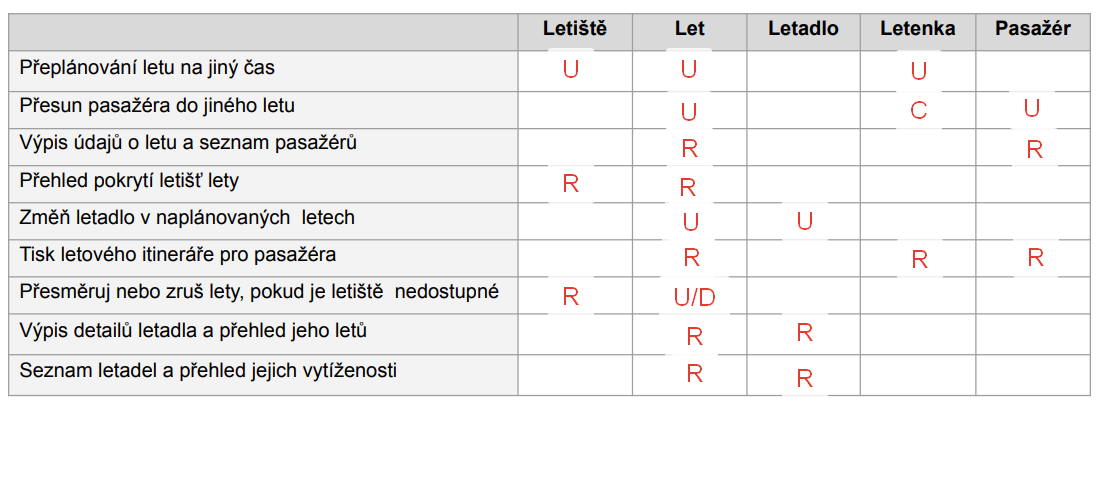 Letiště Let Letadlo Letenka Pasažér
Přeplánování letu na jiný čas U U U
Přesun pasažéra do jiného letu U C U
Výpis údajů o letu a seznam pasažérů R R
Přehled pokrytí letišť lety R R
Změň letadlo v naplánovaných letech U U
Tisk letového itineráře pro pasažéra R R R
Přesměruj nebo zruš lety, pokud je letiště nedostupné R U/D
Výpis detailů letadla a přehled jeho letů R R
Seznam letadel a přehled jejich vytíženosti R R